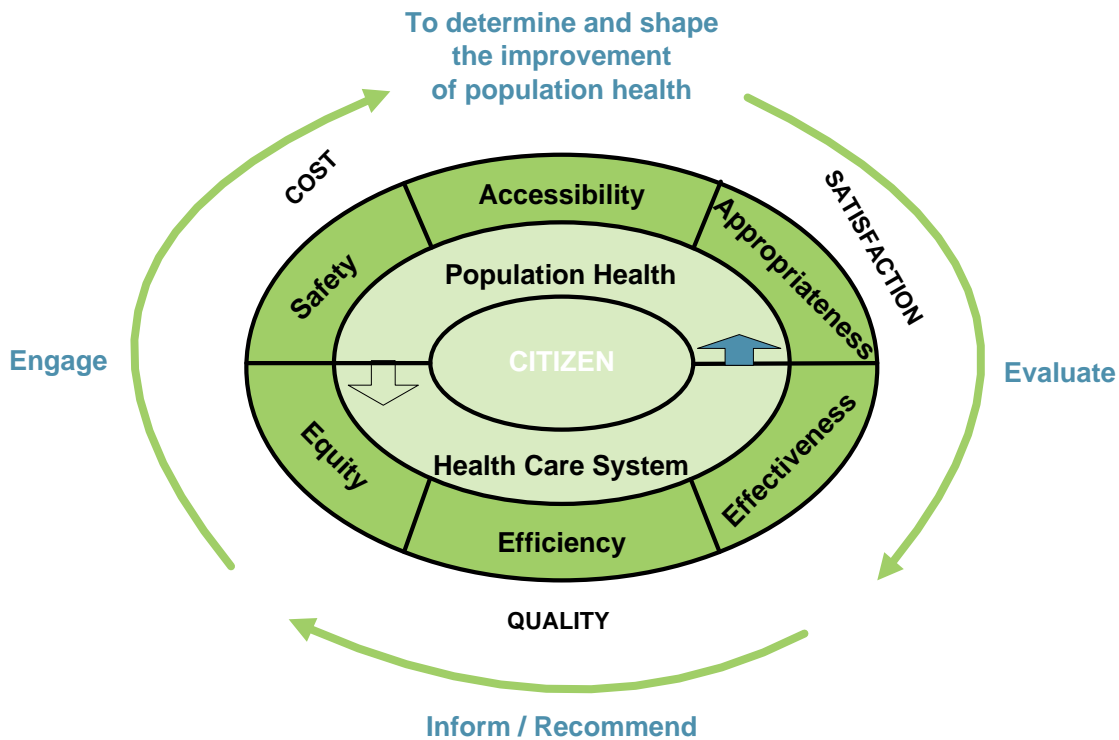 To determine and shape
the improvement
of population health
COST
SATISFACTION
Accessibility
Appropriateness
Safety
Population Health
Engage
CITIZEN
Evaluate
Equity
Health Care System
Effectiveness
Efficiency
QUALITY
Inform / Recommend